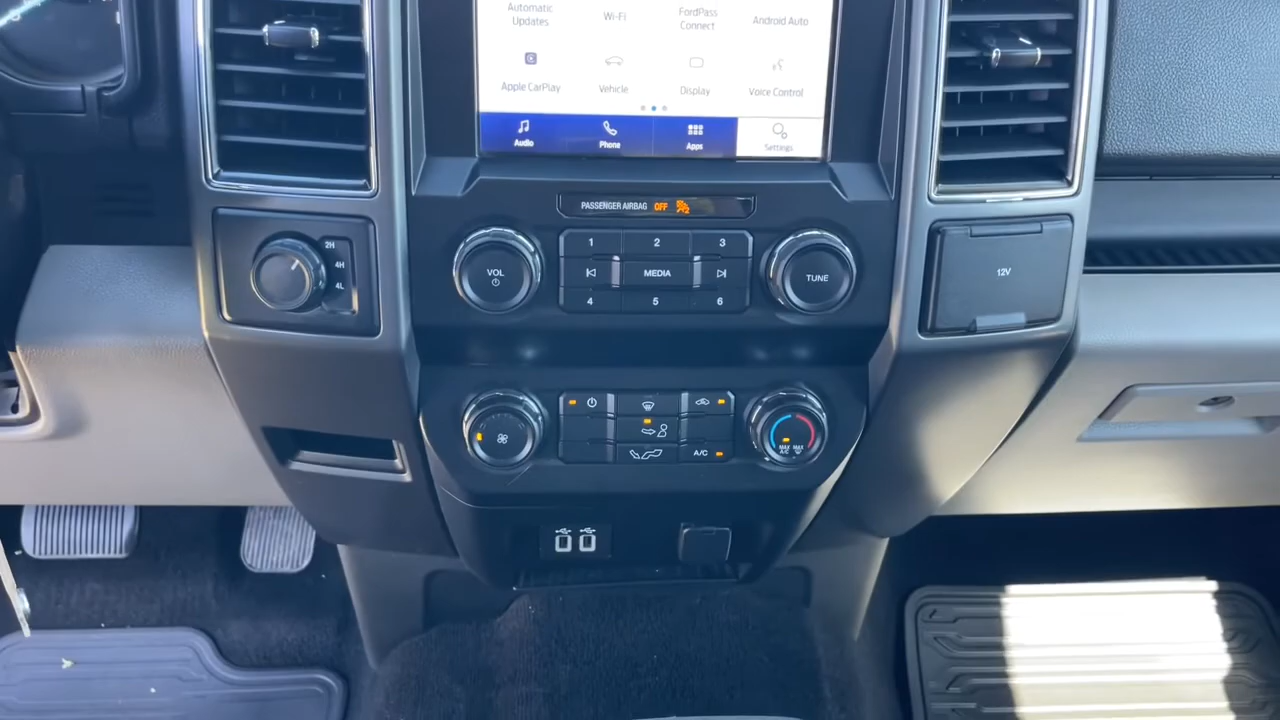 Automatic
Updates
Wi-Fi
FordPass
Connect
Android Auto
Apple CarPlay
Vehicle
Display
Voice Control
Audio
Phone
Apps
Settings
PASSENGER AIRBAG OFF
2H
4H
4L
VOL
1 2 3
MEDIA
4 5 6
TUNE
12V
A/C
MAX
A/C
MAX